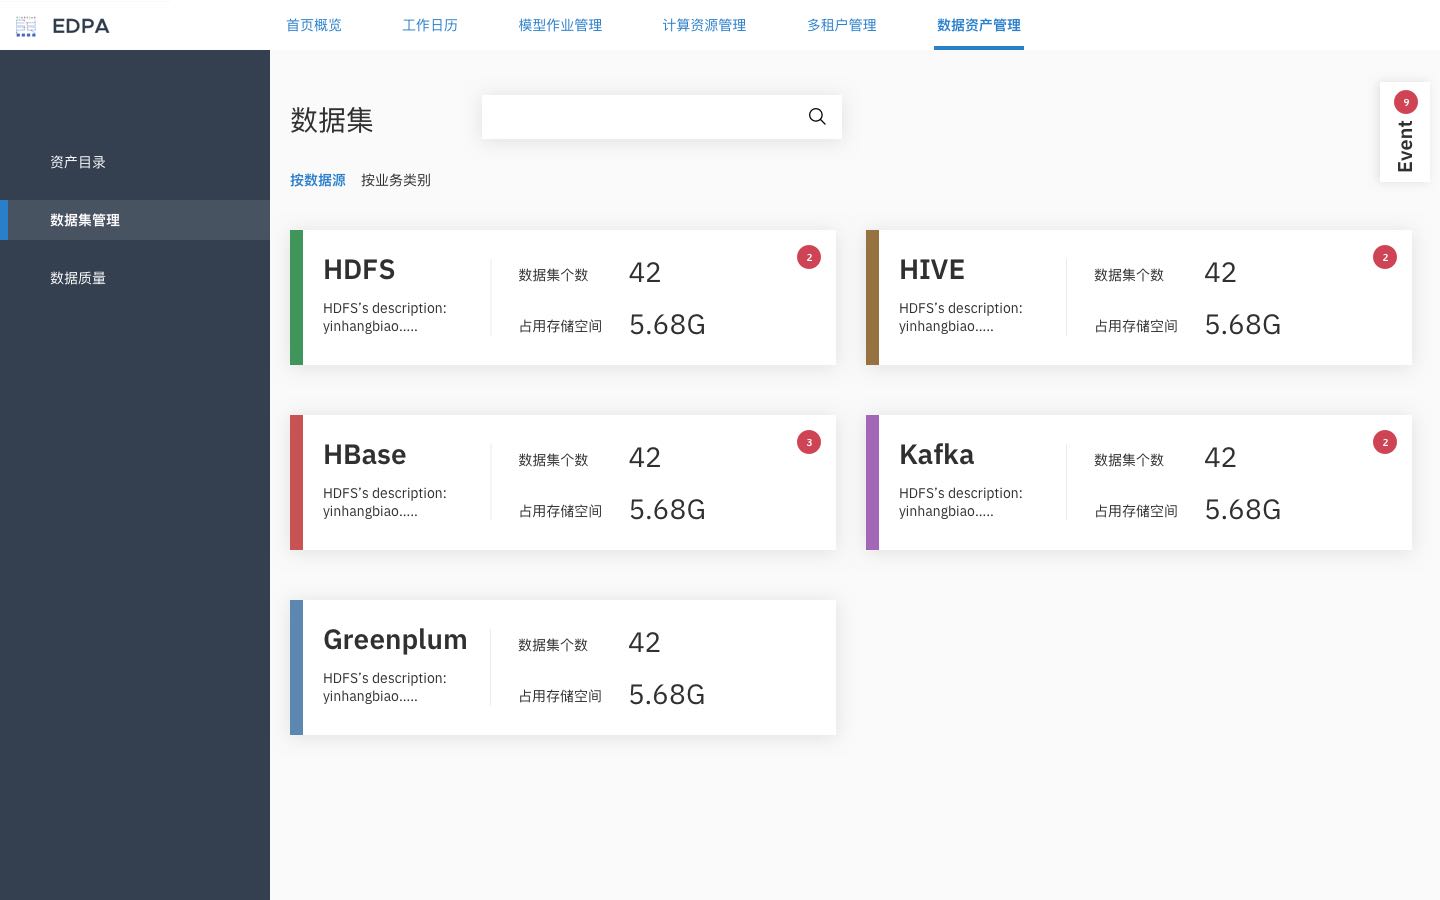 EDPA
首页概览
工作日历
模型作业管理
计算资源管理
多租户管理
数据资产管理
资产目录
数据集管理
数据质量
数据集
9
Event
按数据源
按业务类别
HDFS
HDFS's description:
yinhangbiao.....
数据集个数
42
占用存储空间
5.68G
2
HIVE
HDFS's description:
yinhangbiao.....
数据集个数
42
占用存储空间
5.68G
2
HBase
HDFS's description:
yinhangbiao.....
数据集个数
42
占用存储空间
5.68G
3
Kafka
HDFS's description:
yinhangbiao.....
数据集个数
42
占用存储空间
5.68G
2
Greenplum
HDFS's description:
yinhangbiao.....
数据集个数
42
占用存储空间
5.68G